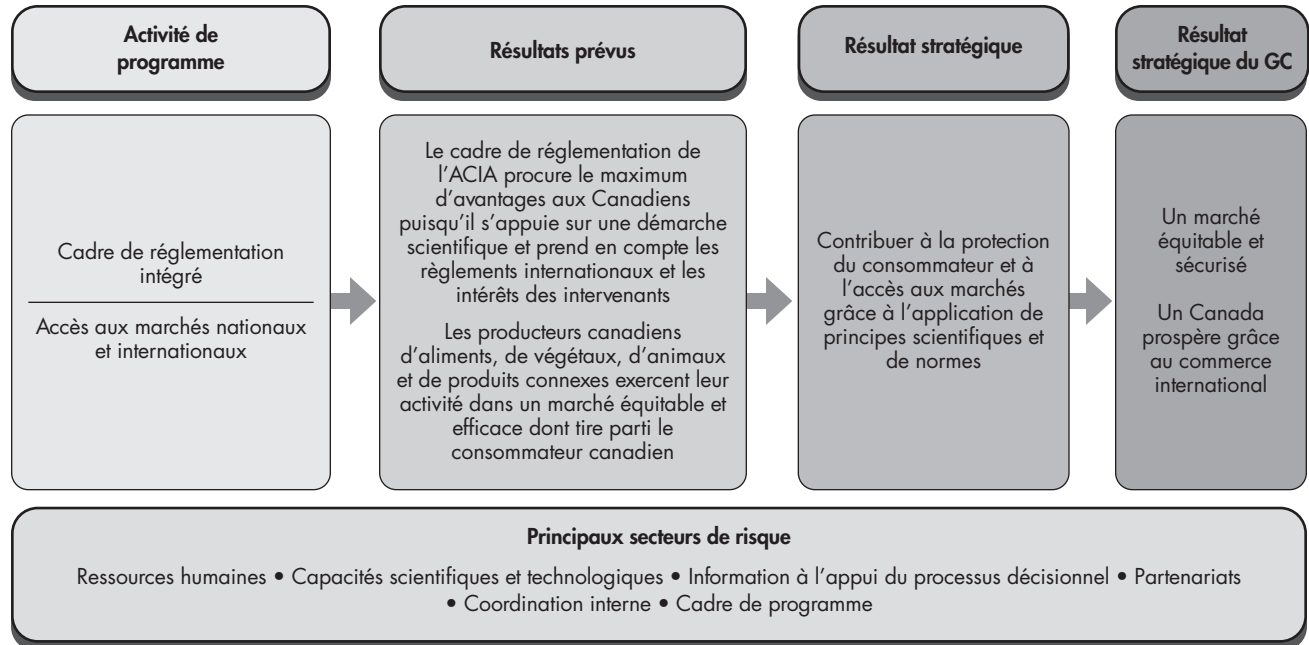 Activité de
programme
Résultats prévus
Résultat stratégique
Résultat
stratégique du GC
Cadre de réglementation
intégré
Accès aux marchés nationaux
et internationaux
Le cadre de réglementation de
l'ACIA procure le maximum
d'avantages aux Canadiens
puisqu'il s'appuie sur une démarche
scientifique et prend en compte les
règlements internationaux et les
intérêts des intervenants
Les producteurs canadiens
d'aliments, de végétaux, d'animaux
et de produits connexes exercent leur
activité dans un marché équitable et
efficace dont tire parti le
consommateur canadien
Contribuer à la protection
du consommateur et à
l'accès aux marchés
grâce à l'application de
principes scientifiques et
de normes
Un marché
équitable et
sécurisé
Un Canada
prospère grâce
au commerce
international
Principaux secteurs de risque
Ressources humaines • Capacités scientifiques et technologiques • Information à l'appui du processus décisionnel • Partenariats
• Coordination interne • Cadre de programme